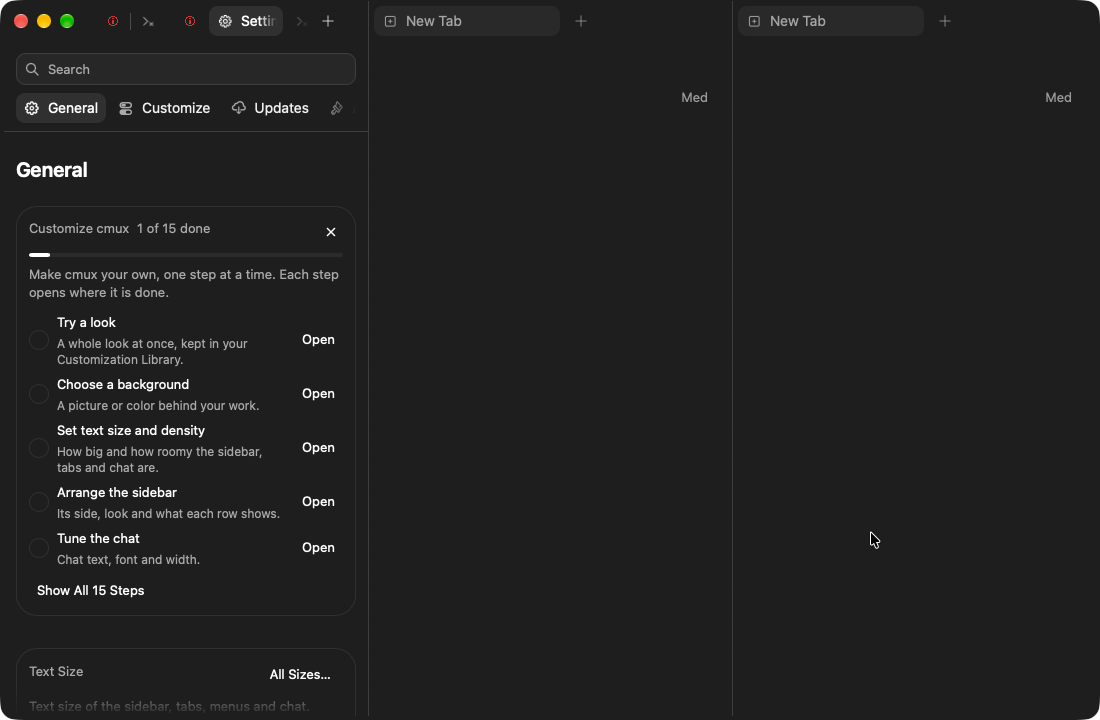 Settin
New Tab
New Tab
Search
General
Customize
Updates
Med
Med
General
Customize cmux 1 of 15 done
Make cmux your own, one step at a time. Each step
opens where it is done.
Try a look
A whole look at once, kept in your
Customization Library.
Open
Choose a background
A picture or color behind your work.
Open
Set text size and density
How big and how roomy the sidebar,
tabs and chat are.
Open
Arrange the sidebar
Its side, look and what each row shows.
Open
Tune the chat
Chat text, font and width.
Open
Show All 15 Steps
Text Size
All Sizes...
Text size of the sidebar, tabs, menus and chat.